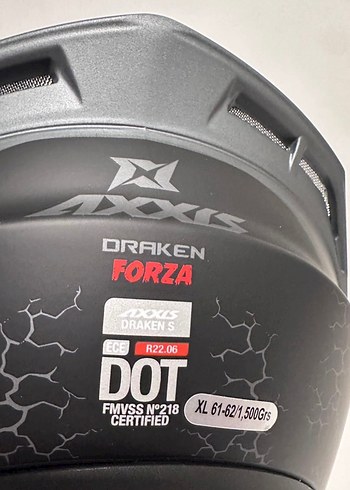 AXXIS
DRAKEN
FORZA
AXXIS
DRAKEN S
ECE R22.06
DOT
FMVSS Nº218
CERTIFIED
XL 61-62/1,500Grs